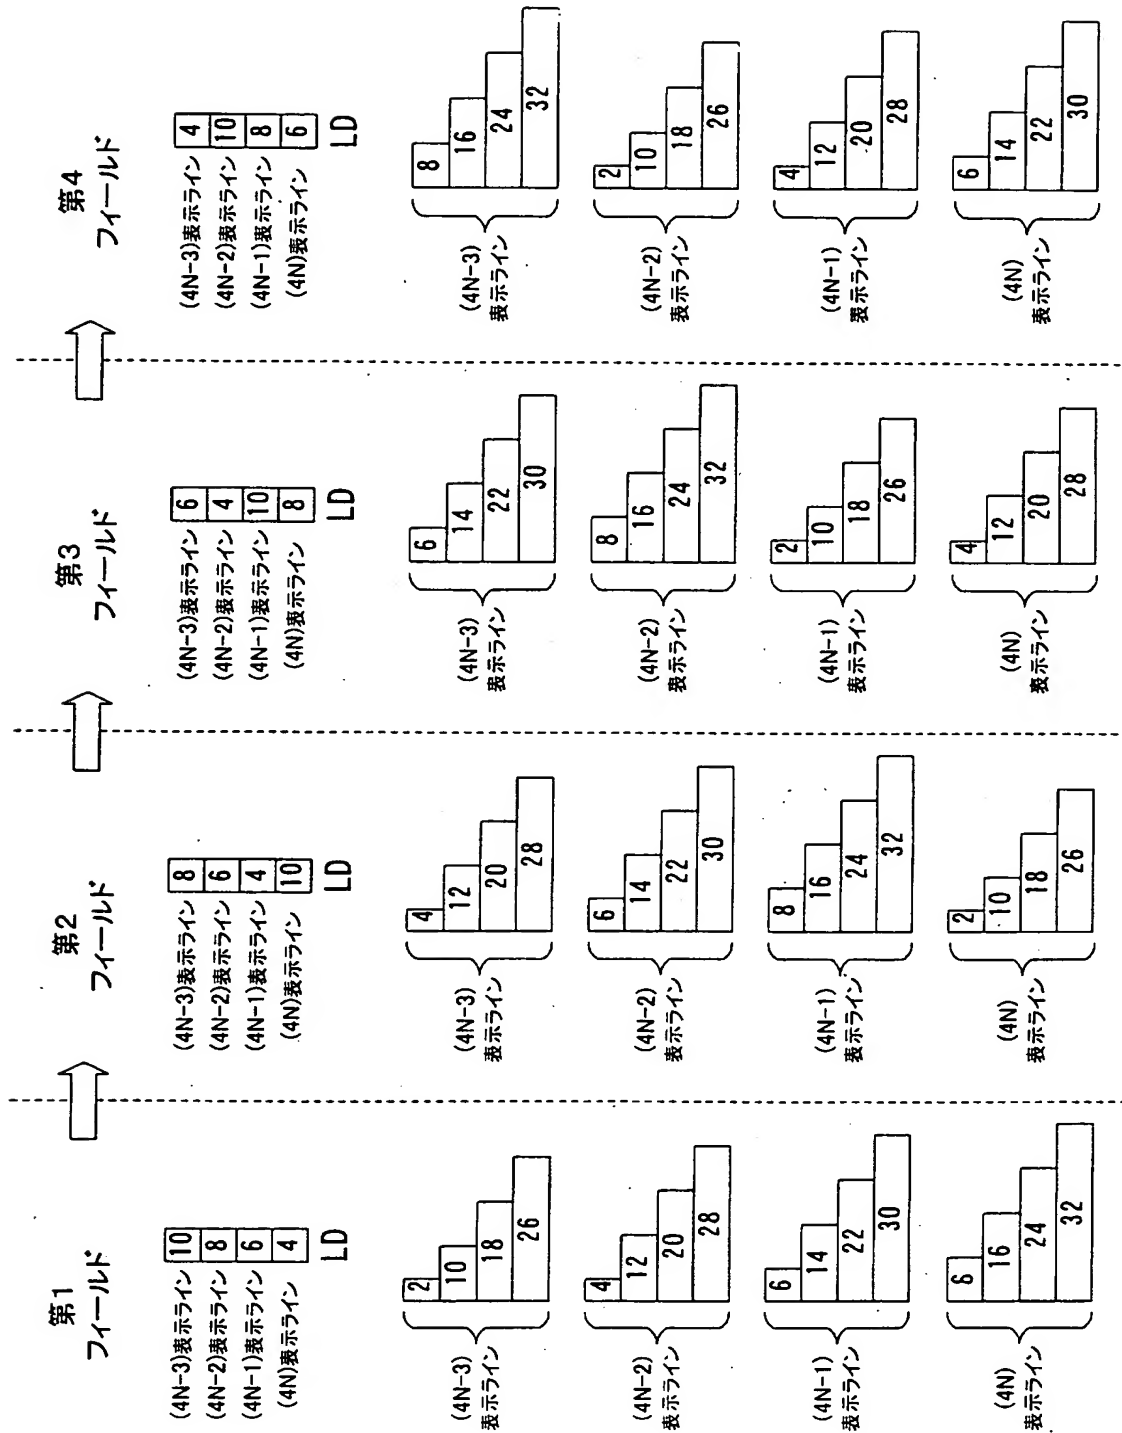 第1
フィールド
(4N-3)表示ライン 10
(4N-2)表示ライン 8
(4N-1)表示ライン 6
(4N)表示ライン 4
LD
(4N-3)
表示ライン
2
10
18
26
(4N-2)
表示ライン
4
12
20
28
(4N-1)
表示ライン
6
14
22
30
(4N)
表示ライン
8
16
24
32
第2
フィールド
(4N-3)表示ライン 8
(4N-2)表示ライン 6
(4N-1)表示ライン 4
(4N)表示ライン 10
LD
(4N-3)
表示ライン
4
12
20
28
(4N-2)
表示ライン
6
14
22
30
(4N-1)
表示ライン
8
16
24
32
(4N)
表示ライン
2
10
18
26
第3
フィールド
(4N-3)表示ライン 6
(4N-2)表示ライン 4
(4N-1)表示ライン 10
(4N)表示ライン 8
LD
(4N-3)
表示ライン
6
14
22
30
(4N-2)
表示ライン
8
16
24
32
(4N-1)
表示ライン
2
10
18
26
(4N)
表示ライン
4
12
20
28
第4
フィールド
(4N-3)表示ライン 4
(4N-2)表示ライン 10
(4N-1)表示ライン 8
(4N)表示ライン 6
LD
(4N-3)
表示ライン
8
16
24
32
(4N-2)
表示ライン
2
10
18
26
(4N-1)
表示ライン
4
12
20
28
(4N)
表示ライン
6
14
22
30